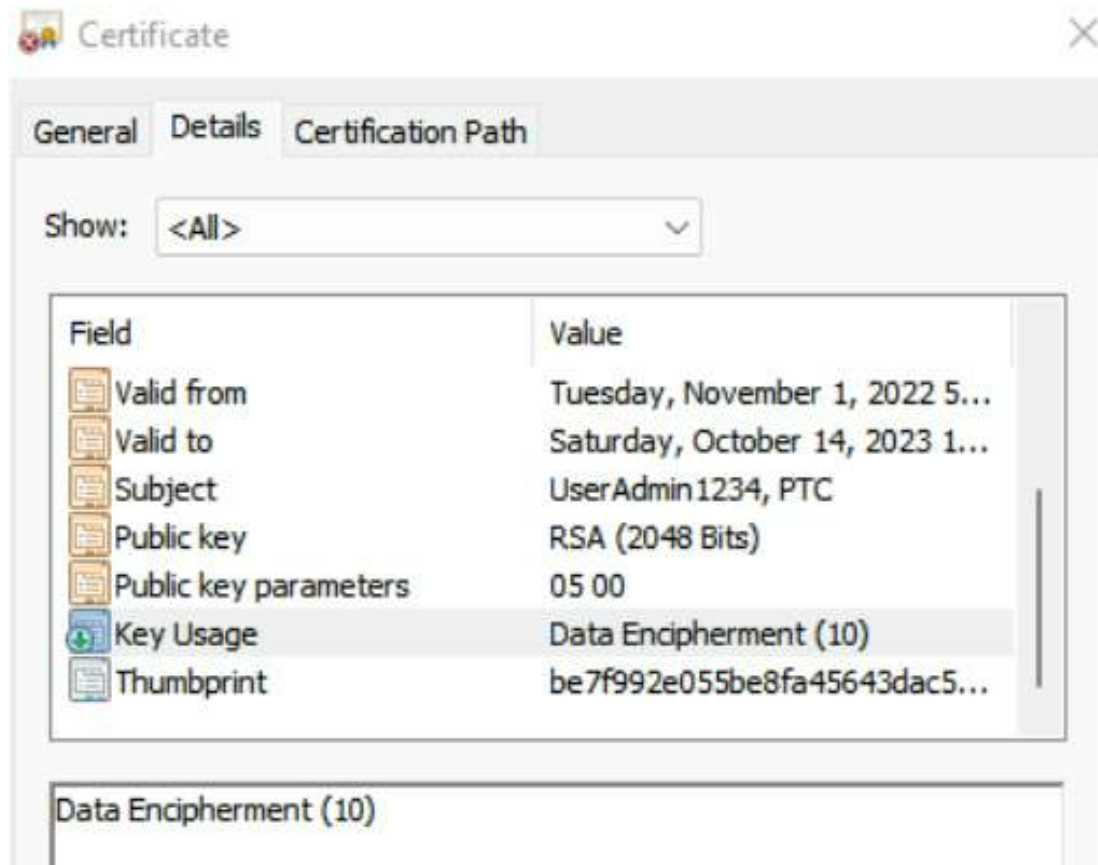 Certificate
General Details Certification Path
Show: <All>
Field Value
Valid from Tuesday, November 1, 2022 5...
Valid to Saturday, October 14, 2023 1...
Subject UserAdmin1234, PTC
Public key RSA (2048 Bits)
Public key parameters 05 00
Key Usage Data Encipherment (10)
Thumbprint be7f992e055be8fa45643dac5...
Data Encipherment (10)